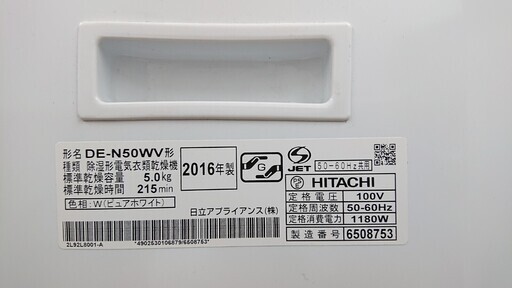 形名 DE-N50WV形
種類 除湿形電気衣類乾燥機
標準乾燥容量 5.0kg
標準乾燥時間 215min
色相:W(ピュアホワイト)
2016年製
G
S
JET
50-60Hz共用
HITACHI
定格電圧 100V
定格周波数 50-60Hz
定格消費電力 1180W
日立アプライアンス(株)
製造番号 6508753
2L92L8001-A
*4902530106879/6508753*